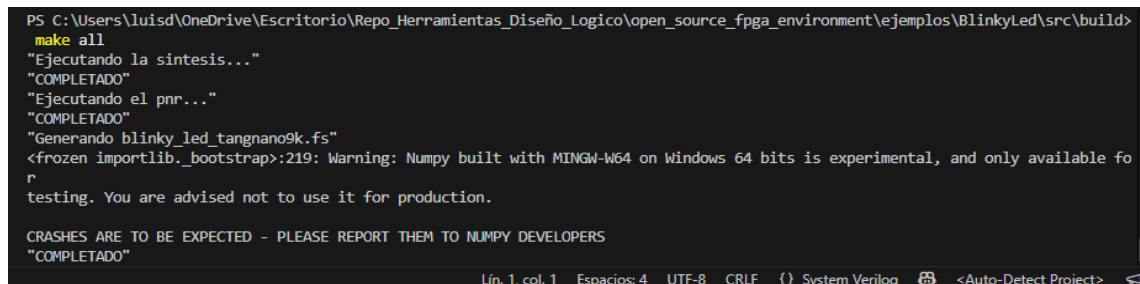 PS C:\Users\luisd\OneDrive\Escritorio\Repo_Herramientas_Diseño_Logico\open_source_fpga_environment\ejemplos\BlinkyLed\src\build>
make all
"Ejecutando la sintesis..."
"COMPLETADO"
"Ejecutando el pnr..."
"COMPLETADO"
"Generando blinky_led_tangnano9k.fs"
<frozen importlib._bootstrap>:219: Warning: Numpy built with MINGW-W64 on Windows 64 bits is experimental, and only available fo
r
testing. You are advised not to use it for production.
CRASHES ARE TO BE EXPECTED - PLEASE REPORT THEM TO NUMPY DEVELOPERS
"COMPLETADO"
Lín. 1, col. 1 Espacios: 4 UTF-8 CRLF {} System Verilog <Auto-Detect Project>